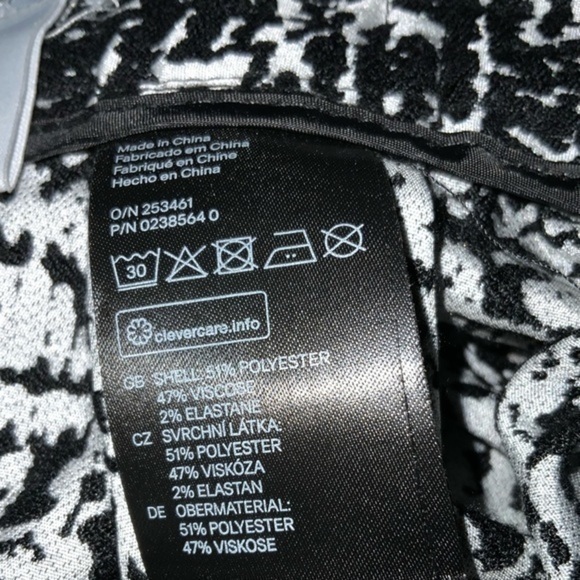 Made in China
Fabricado em China
Fabriqué en Chine
Hecho en China
O/N 253461
P/N 0238564 0
30
clevercare.info
GB SHELL: 51% POLYESTER
47% VISCOSE
2% ELASTANE
CZ SVRCHNÍ LÁTKA:
51% POLYESTER
47% VISKÓZA
2% ELASTAN
DE OBERMATERIAL:
51% POLYESTER
47% VISKOSE